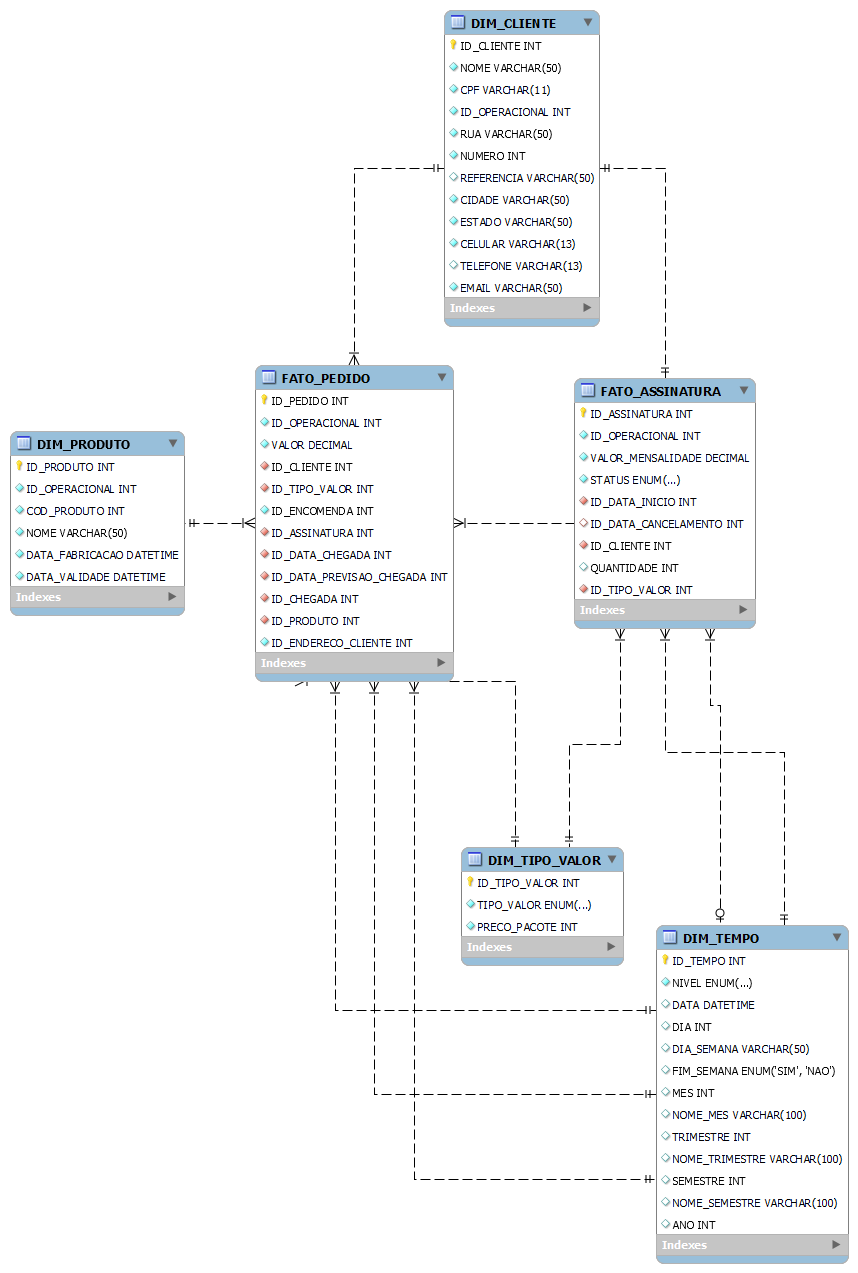 DIM_CLIENTE
ID_CLIENTE INT
NOME VARCHAR(50)
CPF VARCHAR(11)
ID_OPERACIONAL INT
RUA VARCHAR(50)
NUMERO INT
REFERENCIA VARCHAR(50)
CIDADE VARCHAR(50)
ESTADO VARCHAR(50)
CELULAR VARCHAR(13)
TELEFONE VARCHAR(13)
EMAIL VARCHAR(50)
Indexes
FATO_PEDIDO
ID_PEDIDO INT
ID_OPERACIONAL INT
VALOR DECIMAL
ID_CLIENTE INT
ID_TIPO_VALOR INT
ID_ENCOMENDA INT
ID_ASSINATURA INT
ID_DATA_CHEGADA INT
ID_DATA_PREVISAO_CHEGADA INT
ID_CHEGADA INT
ID_PRODUTO INT
ID_ENDERECO_CLIENTE INT
Indexes
FATO_ASSINATURA
ID_ASSINATURA INT
ID_OPERACIONAL INT
VALOR_MENSALIDADE DECIMAL
STATUS ENUM(...)
ID_DATA_INICIO INT
ID_DATA_CANCELAMENTO INT
ID_CLIENTE INT
QUANTIDADE INT
ID_TIPO_VALOR INT
Indexes
DIM_PRODUTO
ID_PRODUTO INT
ID_OPERACIONAL INT
COD_PRODUTO INT
NOME VARCHAR(50)
DATA_FABRICACAO DATETIME
DATA_VALIDADE DATETIME
Indexes
DIM_TIPO_VALOR
ID_TIPO_VALOR INT
TIPO_VALOR ENUM(...)
PRECO_PACOTE INT
Indexes
DIM_TEMPO
ID_TEMPO INT
NIVEL ENUM(...)
DATA DATETIME
DIA INT
DIA_SEMANA VARCHAR(50)
FIM_SEMANA ENUM('SIM', 'NAO')
MES INT
NOME_MES VARCHAR(100)
TRIMESTRE INT
NOME_TRIMESTRE VARCHAR(100)
SEMESTRE INT
NOME_SEMESTRE VARCHAR(100)
ANO INT
Indexes